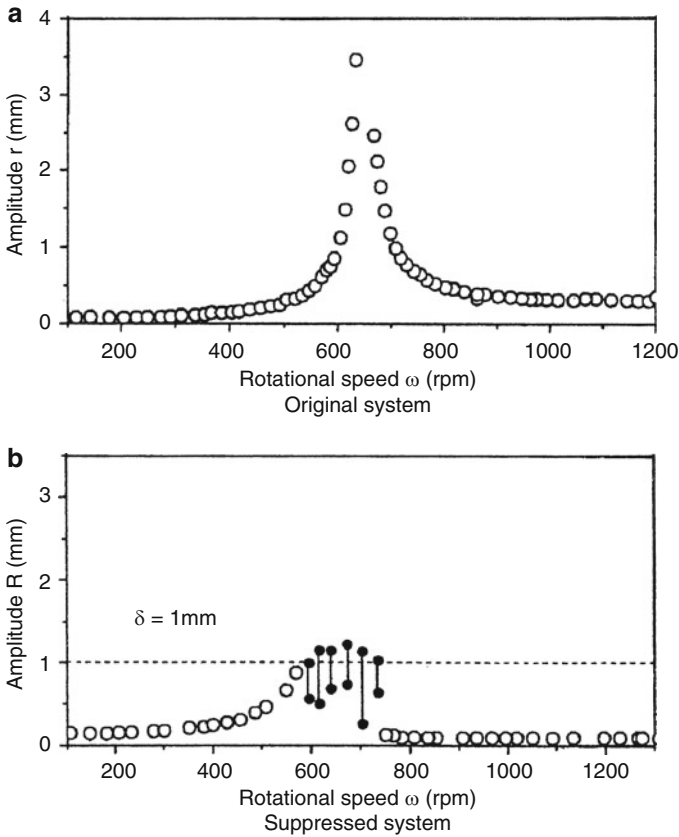 a
4
3
2
1
0
Amplitude r (mm)
200 400 600 800 1000 1200
Rotational speed ω (rpm)
Original system
b
3
2
1
0
Amplitude R (mm)
δ = 1mm
200 400 600 800 1000 1200
Rotational speed ω (rpm)
Suppressed system